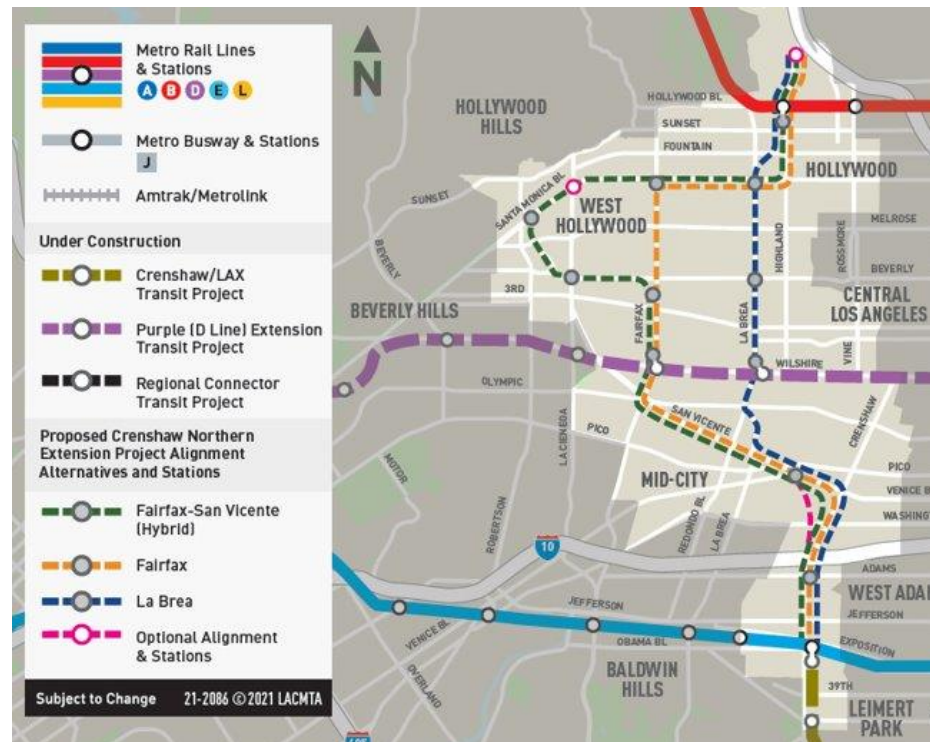 Metro Rail Lines
& Stations
A B D E L
Metro Busway & Stations
J
Amtrak/Metrolink
Under Construction
Crenshaw/LAX
Transit Project
Purple (D Line) Extension
Transit Project
Regional Connector
Transit Project
Proposed Crenshaw Northern
Extension Project Alignment
Alternatives and Stations
Fairfax-San Vicente
(Hybrid)
Fairfax
La Brea
Optional Alignment
& Stations
Subject to Change 21-2086 ©2021 LACMTA
N
HOLLYWOOD
HILLS
HOLLYWOOD BL
SUNSET
FOUNTAIN
HOLLYWOOD
SUNSET
SANTA MONICA BL
WEST
HOLLYWOOD
MELROSE
BEVERLY
HIGHLAND
ROSSMORE
BEVERLY
3RD
BEVERLY HILLS
CENTRAL
LOS ANGELES
FAIRFAX
LA BREA
VINE
WILSHIRE
OLYMPIC
SAN VICENTE
CRENSHAW
LA CIENEGA
PICO
MID-CITY
PICO
VENICE B
WASHINGT
MOTOR
ROBERTSON
REDONDO BL
LA BREA
10
ADAMS
WEST ADA
JEFFERSON
JEFFERSON
VENICE BL
OBAMA BL
EXPOSITION
OVERLAND
BALDWIN
HILLS
39TH
LEIMERT
PARK